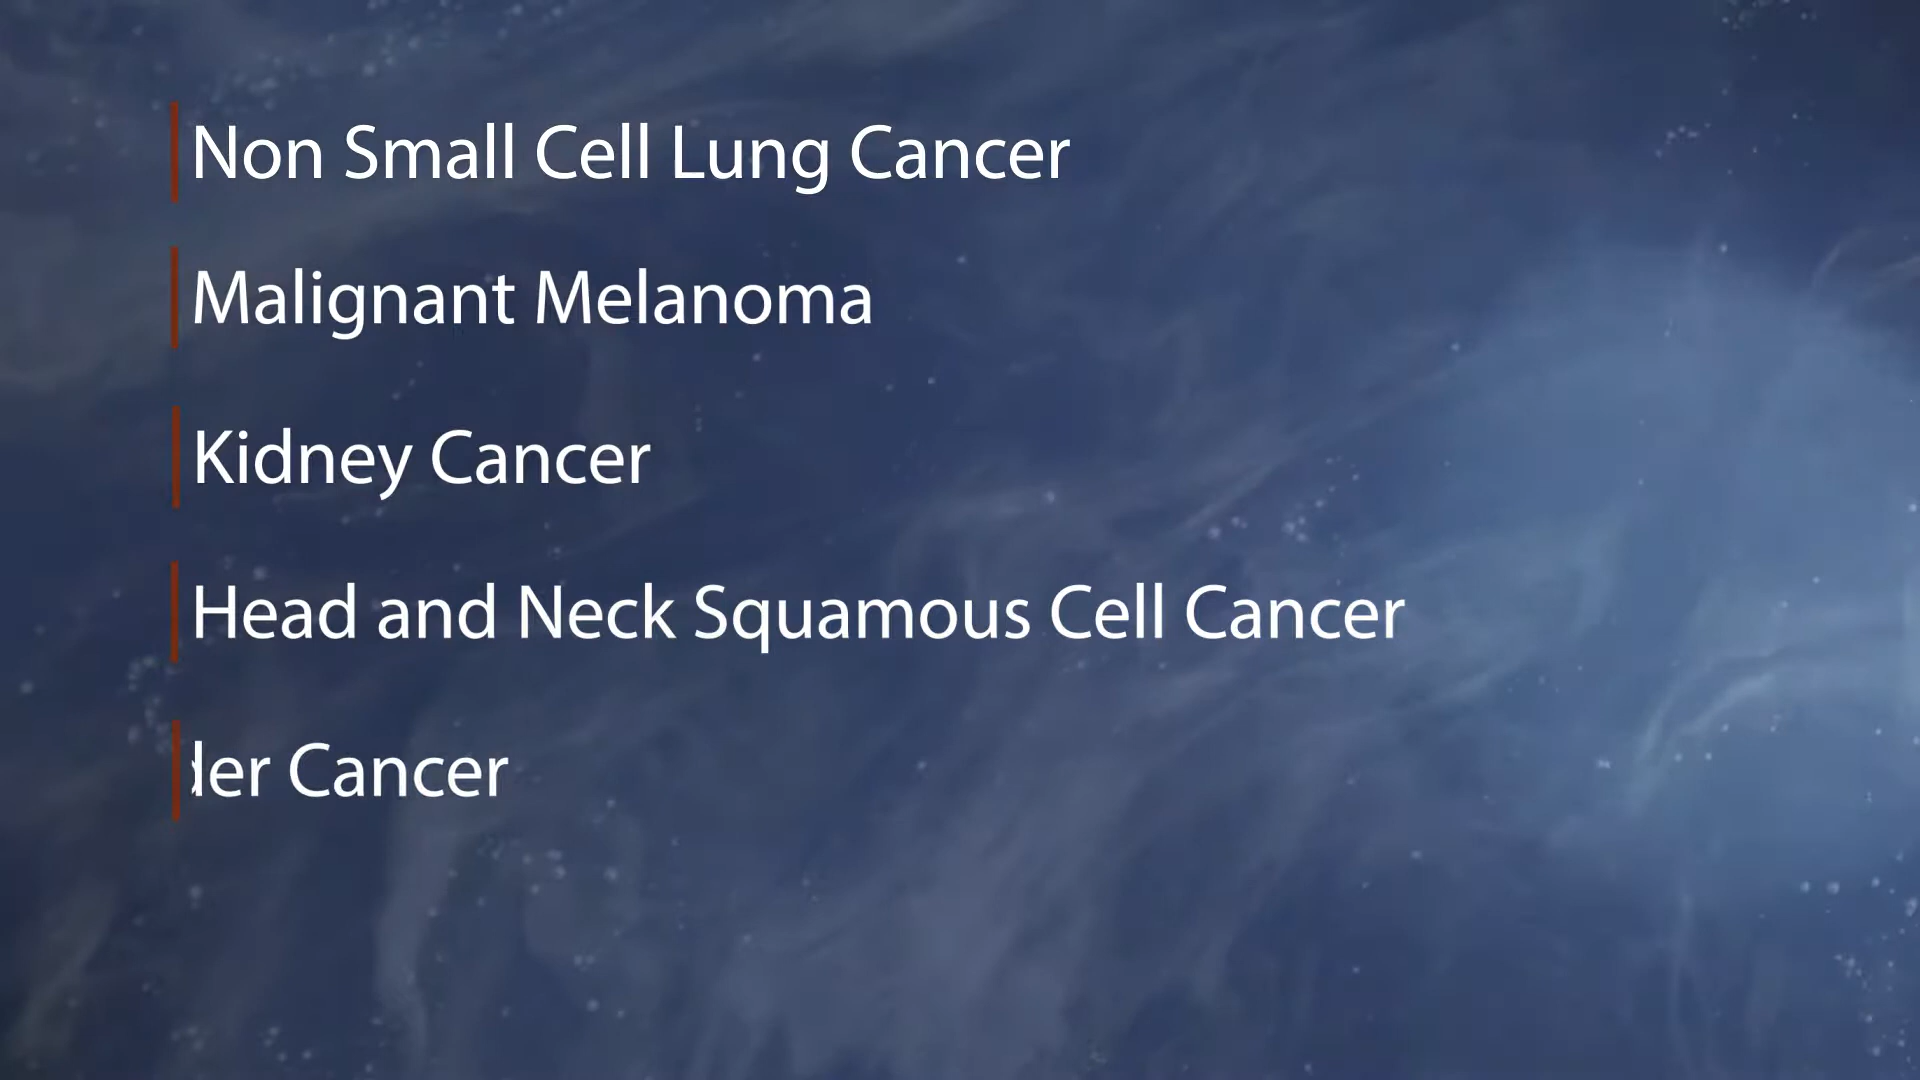 Non Small Cell Lung Cancer
Malignant Melanoma
Kidney Cancer
Head and Neck Squamous Cell Cancer
Cancer